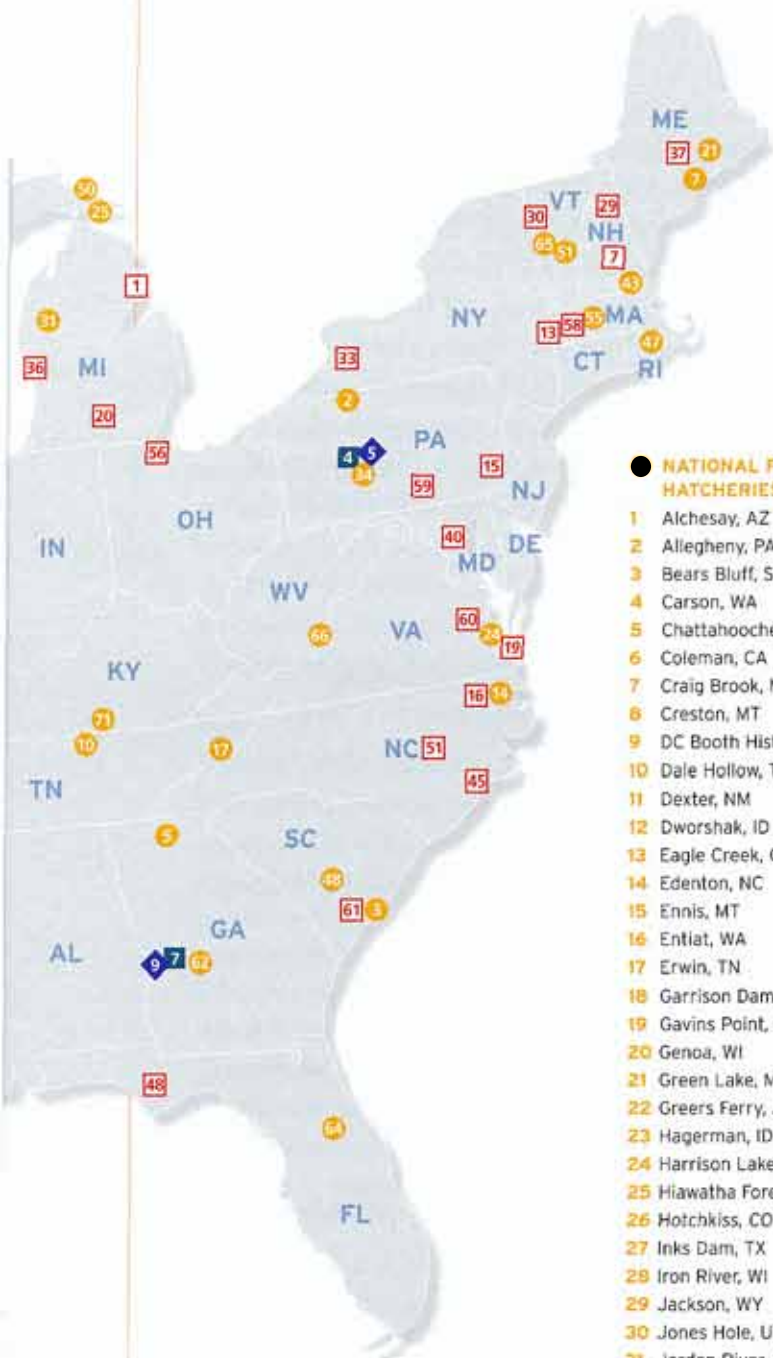 ME
37
21
7
50
25
VT
29
30
NH
65
51
7
1
43
31
NY
55
MA
13
58
47
33
CT
RI
36
MI
2
20
PA
56
4
5
34
15
59
NJ
OH
40
DE
IN
MD
WV
60
66
VA
24
19
KY
16
14
71
10
17
NC
51
45
TN
5
SC
48
61
3
GA
AL
9
7
62
48
64
FL
NATIONAL F
HATCHERIES
1 Alchesay, AZ
2 Allegheny, PA
3 Bears Bluff, S
4 Carson, WA
5 Chattahooche
6 Coleman, CA
7 Craig Brook, M
8 Creston, MT
9 DC Booth His
10 Dale Hollow, T
11 Dexter, NM
12 Dworshak, ID
13 Eagle Creek, O
14 Edenton, NC
15 Ennis, MT
16 Entiat, WA
17 Erwin, TN
18 Garrison Dam
19 Gavins Point,
20 Genoa, WI
21 Green Lake, M
22 Greers Ferry,
23 Hagerman, ID
24 Harrison Lake
25 Hiawatha Fore
26 Hotchkiss, CO
27 Inks Dam, TX
28 Iron River, WI
29 Jackson, WY
30 Jones Hole, U